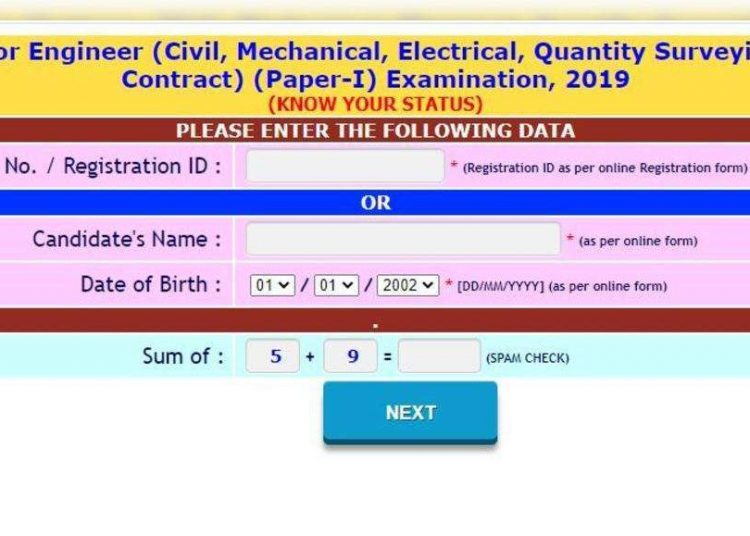 or Engineer (Civil, Mechanical, Electrical, Quantity Surveyi
Contract) (Paper-I) Examination, 2019
(KNOW YOUR STATUS)
PLEASE ENTER THE FOLLOWING DATA
No. / Registration ID : * (Registration ID as per online Registration form)
OR
Candidate's Name : * (as per online form)
Date of Birth : 01 / 01 / 2002 * [DD/MM/YYYY] (as per online form)
.
Sum of : 5 + 9 = (SPAM CHECK)
NEXT